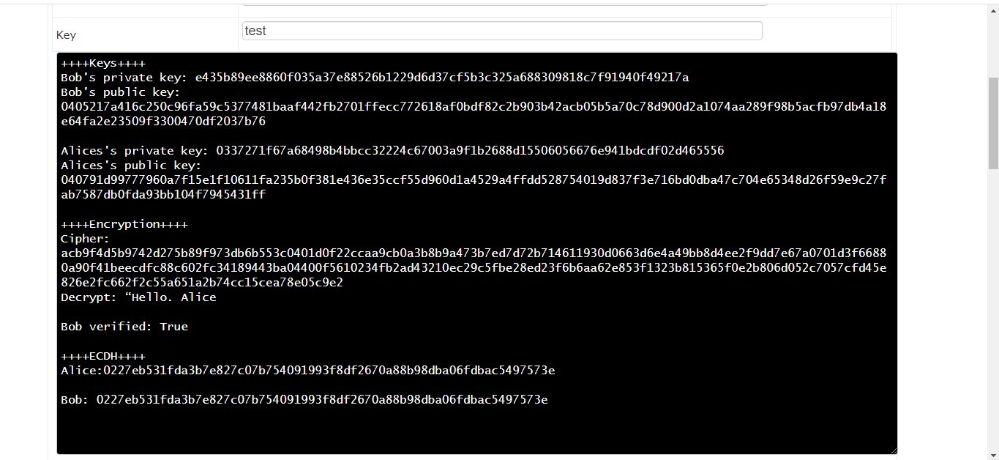 Key
test
++++Keys++++
Bob's private key: e435b89ee8860f035a37e88526b1229d6d37cf5b3c325a688309818c7f91940f49217a
Bob's public key:
0405217a416c250c96fa59c5377481baaf442fb2701ffecc772618af0bdf82c2b903b42acb05b5a70c78d900d2a1074aa289f98b5acfb97db4a18
e64fa2e23509f3300470df2037b76
Alices's private key: 0337271f67a68498b4bbcc32224c67003a9f1b2688d15506056676e941bdcdf02d465556
Alices's public key:
040791d99777960a7f15e1f10611fa235b0f381e436e35ccf55d960d1a4529a4ffdd528754019d837f3e716bd0dba47c704e65348d26f59e9c27f
ab7587db0fda93bb104f7945431ff
++++Encryption++++
Cipher:
acb9f4d5b9742d275b89f973db6b553c0401d0f22ccaa9cb0a3b8b9a473b7ed7d72b714611930d0663d6e4a49bb8d4ee2f9dd7e67a0701d3f6688
0a90f41beecdfc88c602fc34189443ba04400f5610234fb2ad43210ec29c5fbe28ed23f6b6aa62e853f1323b815365f0e2b806d052c7057cfd45e
826e2fc662f2c55a651a2b74cc15cea78e05c9e2
Decrypt: “Hello. Alice
Bob verified: True
++++ECDH++++
Alice:0227eb531fda3b7e827c07b754091993f8df2670a88b98dba06fdbac5497573e
Bob: 0227eb531fda3b7e827c07b754091993f8df2670a88b98dba06fdbac5497573e